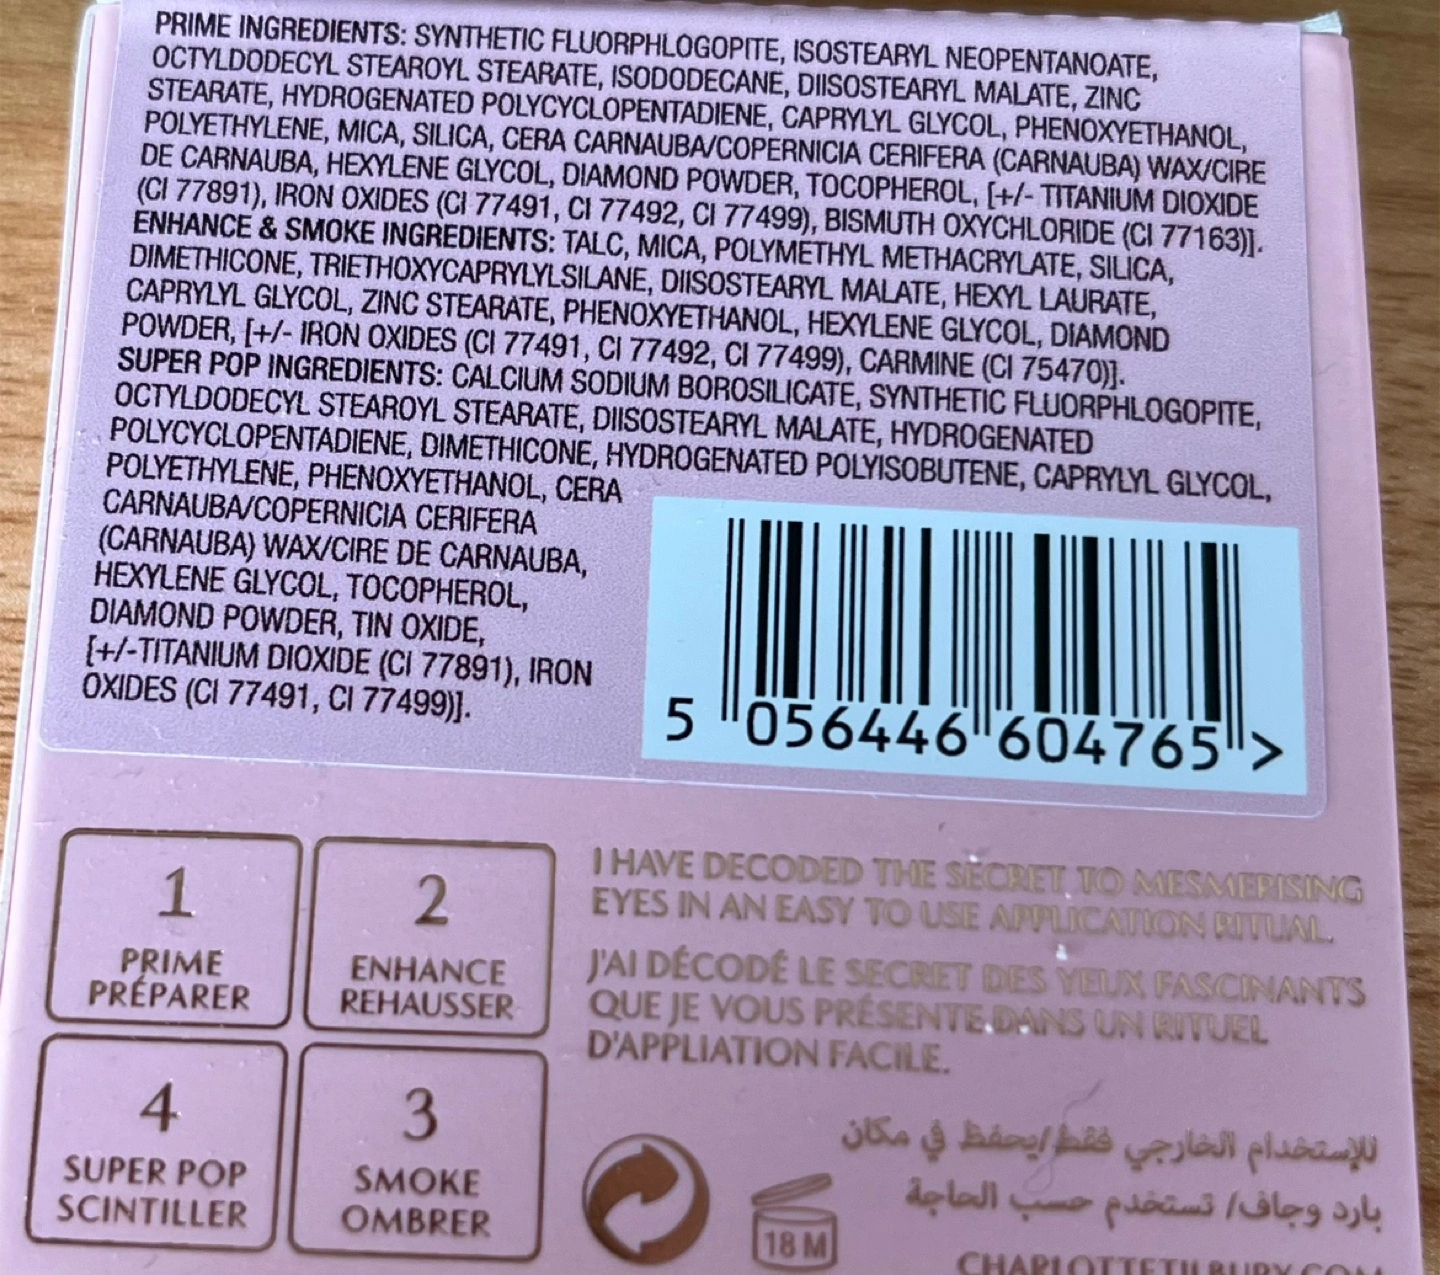 PRIME INGREDIENTS: SYNTHETIC FLUORPHLOGOPITE, ISOSTEARYL NEOPENTANOATE,
OCTYLDODECYL STEAROYL STEARATE, ISODODECANE, DIISOSTEARYL MALATE, ZINC
STEARATE, HYDROGENATED POLYCYCLOPENTADIENE, CAPRYLYL GLYCOL, PHENOXYETHANOL,
POLYETHYLENE, MICA, SILICA, CERA CARNAUBA/COPERNICIA CERIFERA (CARNAUBA) WAX/CIRE
DE CARNAUBA, HEXYLENE GLYCOL, DIAMOND POWDER, TOCOPHEROL, [+/- TITANIUM DIOXIDE
(CI 77891), IRON OXIDES (CI 77491, CI 77492, CI 77499), BISMUTH OXYCHLORIDE (CI 77163)].
ENHANCE & SMOKE INGREDIENTS: TALC, MICA, POLYMETHYL METHACRYLATE, SILICA,
DIMETHICONE, TRIETHOXYCAPRYLYLSILANE, DIISOSTEARYL MALATE, HEXYL LAURATE,
CAPRYLYL GLYCOL, ZINC STEARATE, PHENOXYETHANOL, HEXYLENE GLYCOL, DIAMOND
POWDER, [+/- IRON OXIDES (CI 77491, CI 77492, CI 77499), CARMINE (CI 75470)].
SUPER POP INGREDIENTS: CALCIUM SODIUM BOROSILICATE, SYNTHETIC FLUORPHLOGOPITE,
OCTYLDODECYL STEAROYL STEARATE, DIISOSTEARYL MALATE, HYDROGENATED
POLYCYCLOPENTADIENE, DIMETHICONE, HYDROGENATED POLYISOBUTENE, CAPRYLYL GLYCOL,
POLYETHYLENE, PHENOXYETHANOL, CERA
CARNAUBA/COPERNICIA CERIFERA
(CARNAUBA) WAX/CIRE DE CARNAUBA,
HEXYLENE GLYCOL, TOCOPHEROL,
DIAMOND POWDER, TIN OXIDE,
[+/-TITANIUM DIOXIDE (CI 77891), IRON
OXIDES (CI 77491, CI 77499)].
5 056446 604765 >
1
PRIME
PRÉPARER
2
ENHANCE
REHAUSSER
4
SUPER POP
SCINTILLER
3
SMOKE
OMBRER
I HAVE DECODED THE SECRET TO MESMERISING
EYES IN AN EASY TO USE APPLICATION RITUAL.
J'AI DÉCODÉ LE SECRET DES YEUX FASCINANTS
QUE JE VOUS PRÉSENTE DANS UN RITUEL
D'APPLIATION FACILE.
للإستخدام الخارجي فقط/يحفظ في مكان
بارد وجاف/ تستخدم حسب الحاجة
18 M
CHARLOTTETILBURY.COM